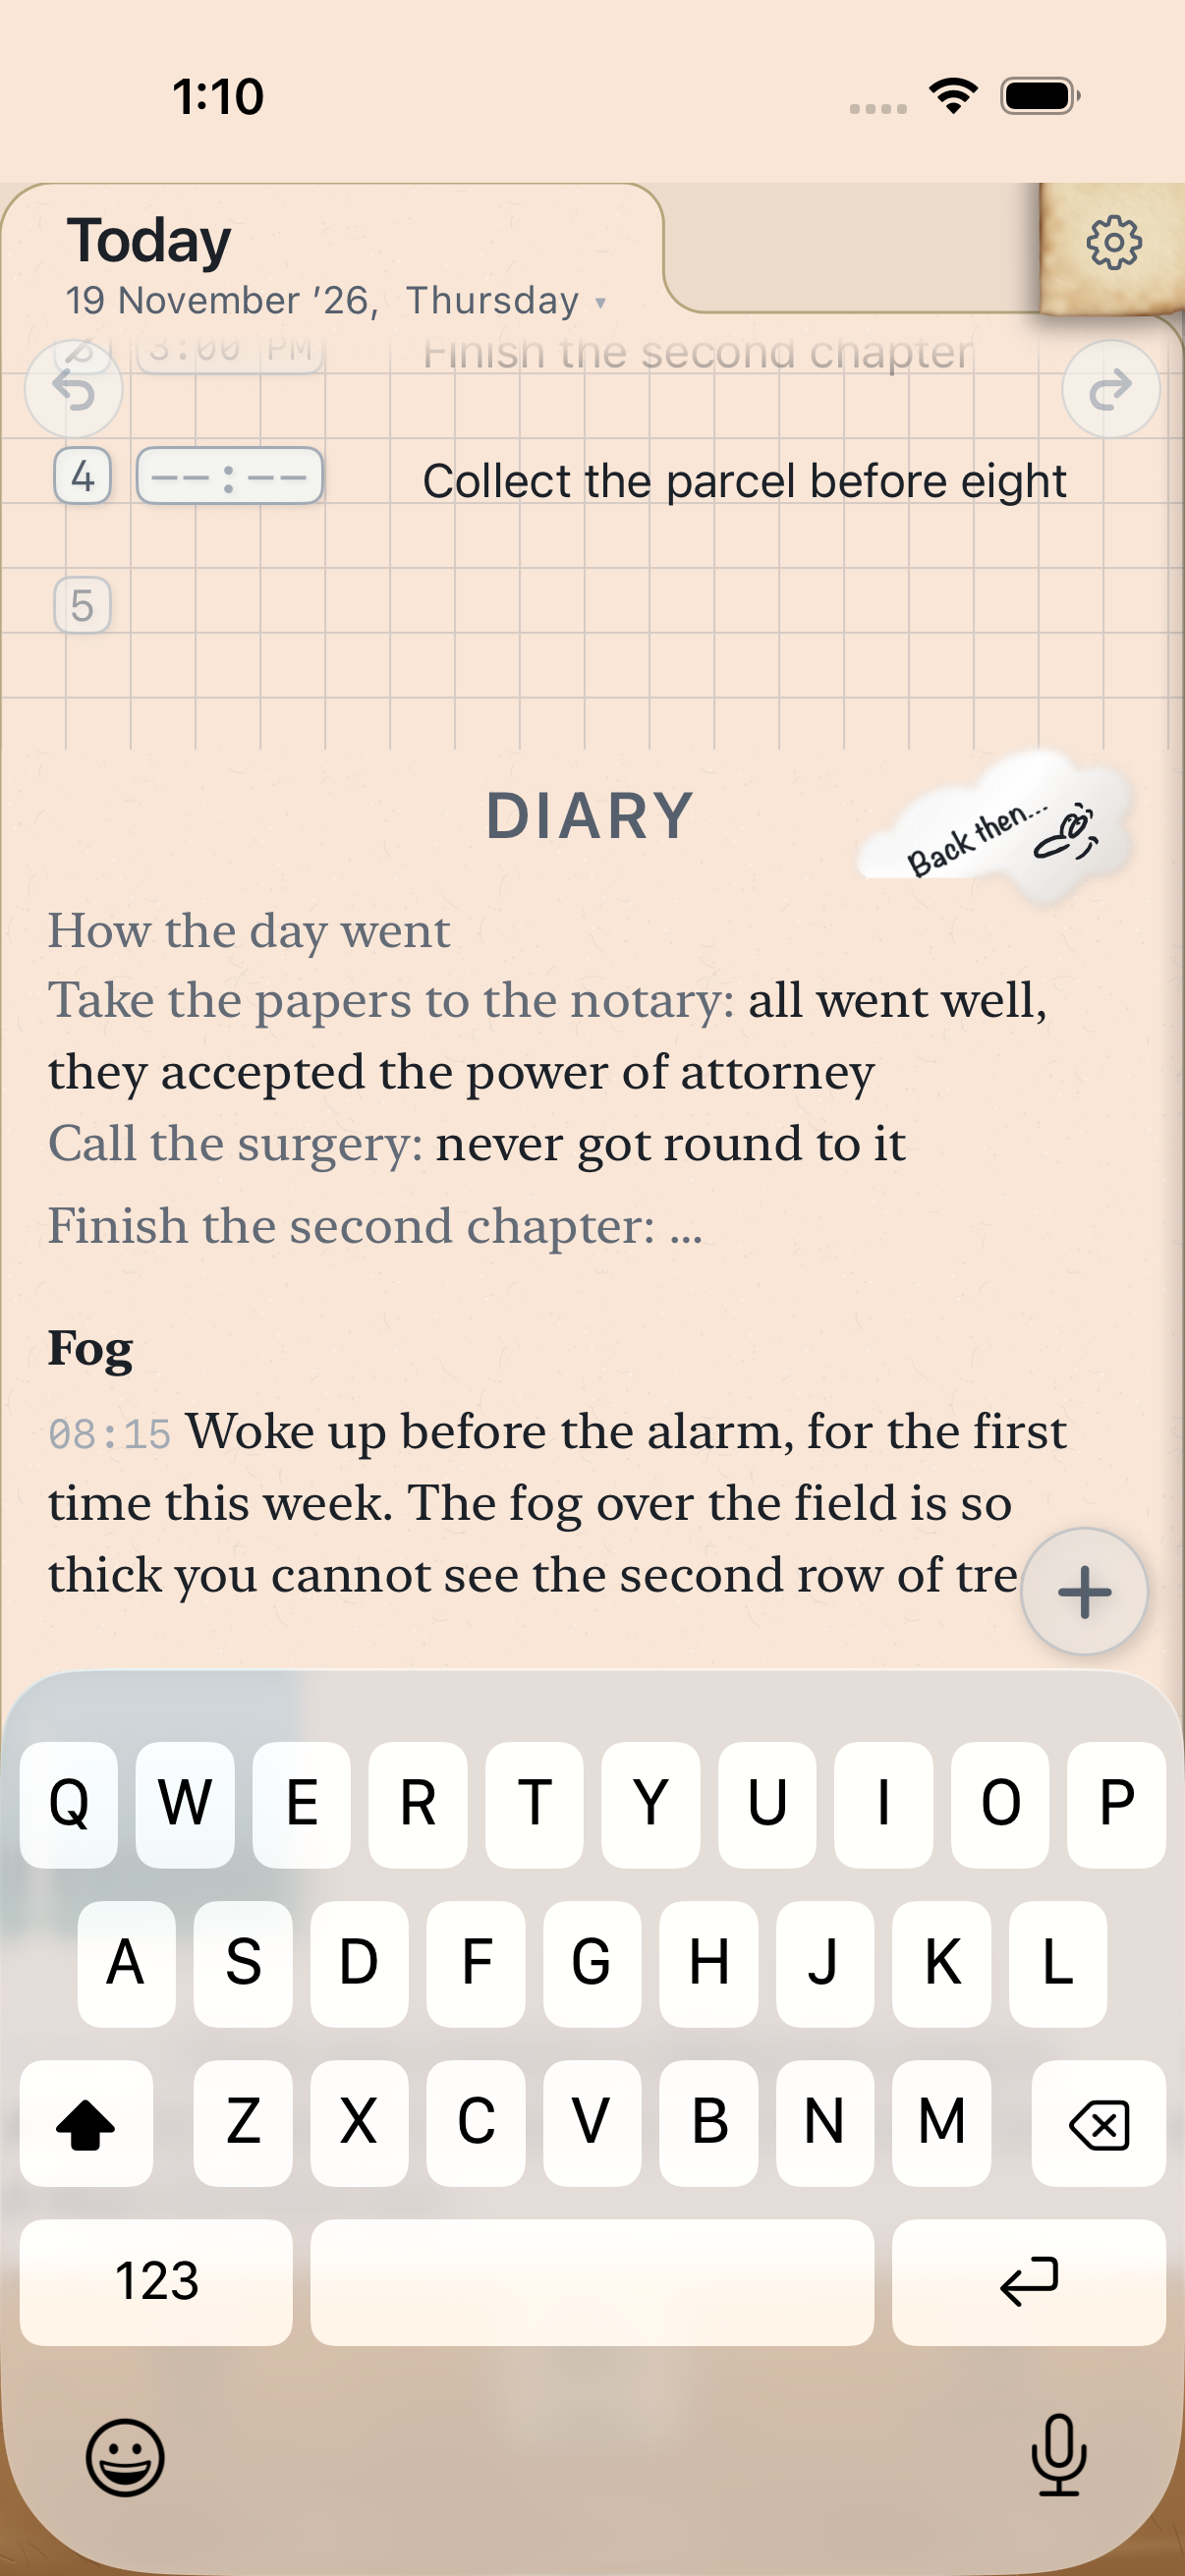 1:10
Today
19 November ’26, Thursday ▾
3:00 PM Finish the second chapter
4 --:-- Collect the parcel before eight
5
DIARY
Back then...
How the day went
Take the papers to the notary: all went well,
they accepted the power of attorney
Call the surgery: never got round to it
Finish the second chapter: ...
Fog
08:15 Woke up before the alarm, for the first
time this week. The fog over the field is so
thick you cannot see the second row of tre
Q W E R T Y U I O P
A S D F G H J K L
Z X C V B N M
123